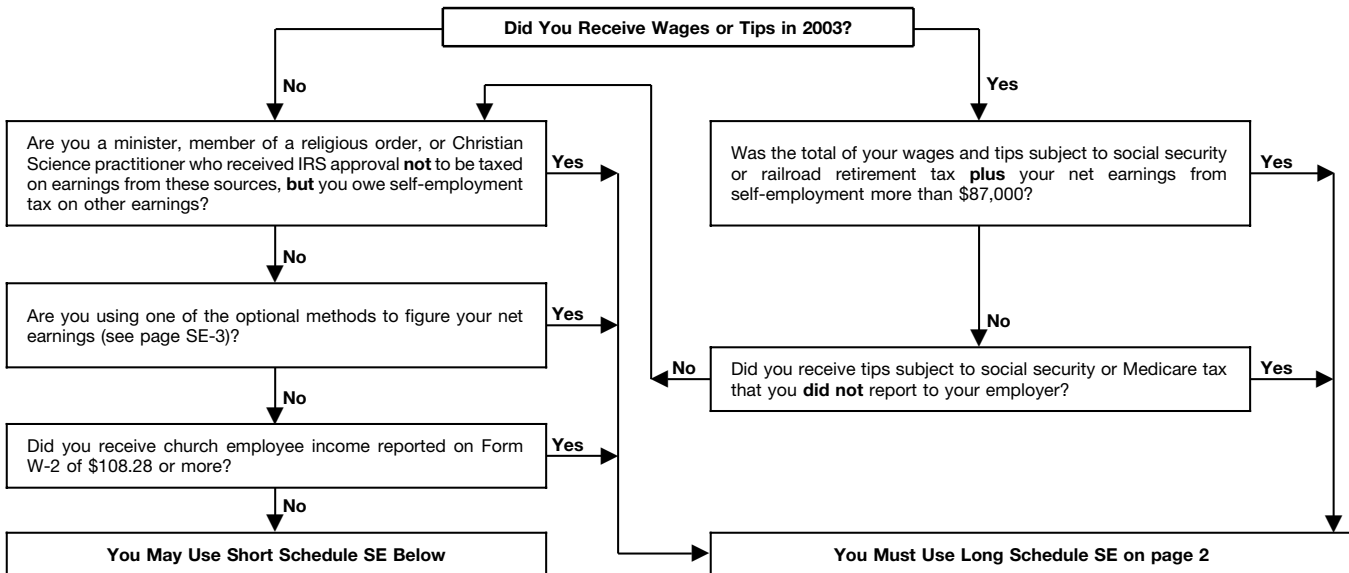 Did You Receive Wages or Tips in 2003?
No
Yes
Are you a minister, member of a religious order, or Christian
Science practitioner who received IRS approval not to be taxed
on earnings from these sources, but you owe self-employment
tax on other earnings?
Yes
Was the total of your wages and tips subject to social security
or railroad retirement tax plus your net earnings from
self-employment more than $87,000?
Yes
No
Are you using one of the optional methods to figure your net
earnings (see page SE-3)?
Yes
No
No
Did you receive tips subject to social security or Medicare tax
that you did not report to your employer?
Yes
No
Did you receive church employee income reported on Form
W-2 of $108.28 or more?
Yes
No
You May Use Short Schedule SE Below
You Must Use Long Schedule SE on page 2